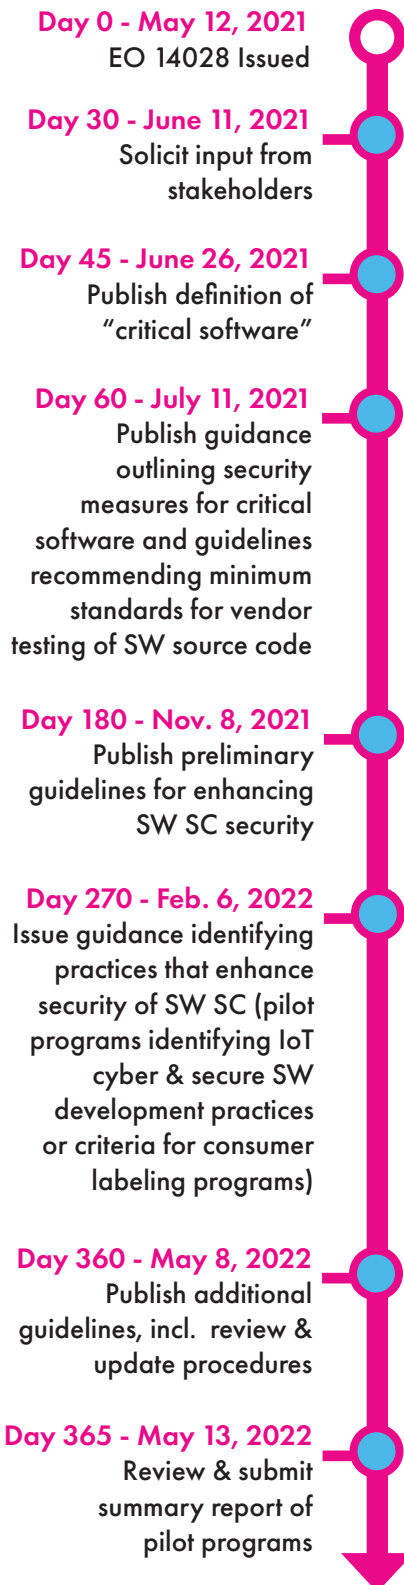 Day 0 - May 12, 2021
EO 14028 Issued
Day 30 - June 11, 2021
Solicit input from
stakeholders
Day 45 - June 26, 2021
Publish definition of
“critical software”
Day 60 - July 11, 2021
Publish guidance
outlining security
measures for critical
software and guidelines
recommending minimum
standards for vendor
testing of SW source code
Day 180 - Nov. 8, 2021
Publish preliminary
guidelines for enhancing
SW SC security
Day 270 - Feb. 6, 2022
Issue guidance identifying
practices that enhance
security of SW SC (pilot
programs identifying IoT
cyber & secure SW
development practices
or criteria for consumer
labeling programs)
Day 360 - May 8, 2022
Publish additional
guidelines, incl. review &
update procedures
Day 365 - May 13, 2022
Review & submit
summary report of
pilot programs